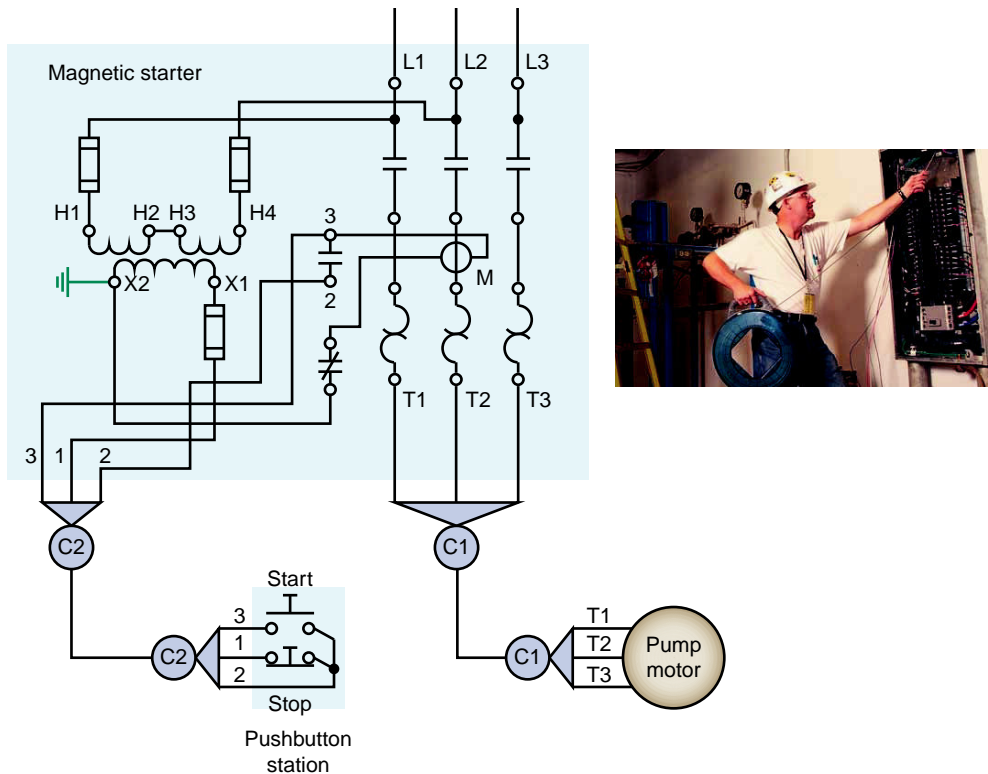 L1 L2 L3
Magnetic starter
H1 H2 H3 H4
3
X2 X1
M
2
T1 T2 T3
3 1 2
C2 C1
Start
3
T1
1
T2
C2
C1
Pump
motor
2
T3
Stop
Pushbutton
station